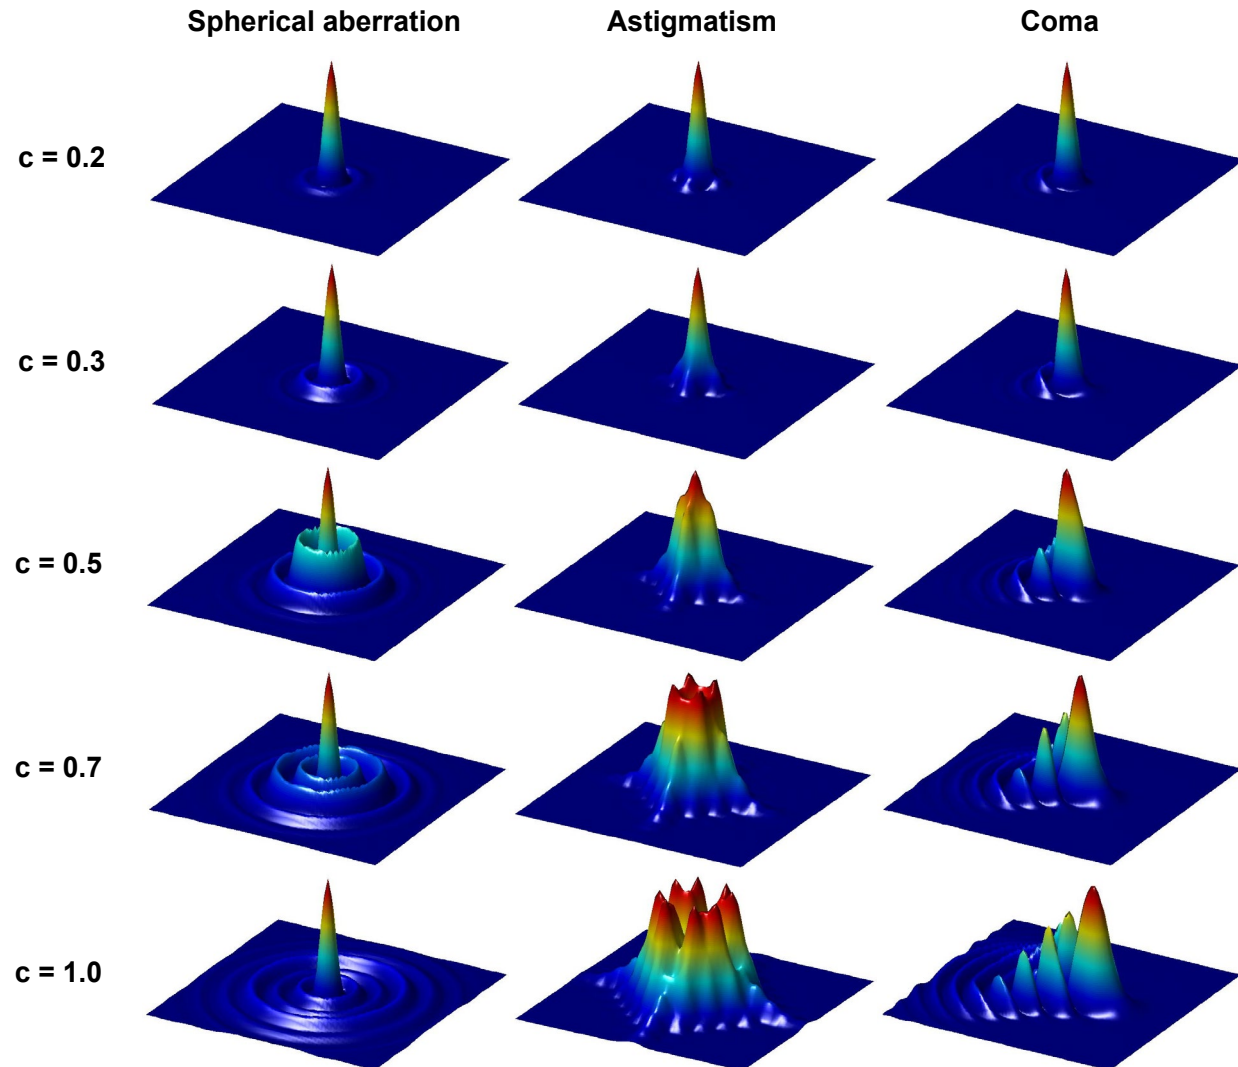 Spherical aberration Astigmatism Coma
c = 0.2
c = 0.3
c = 0.5
c = 0.7
c = 1.0